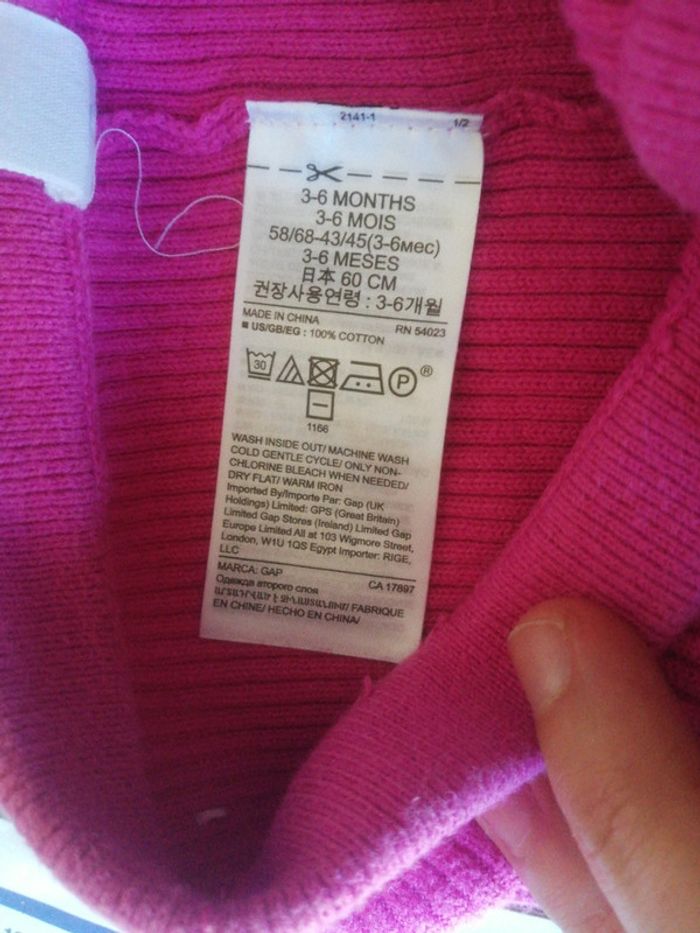 2141-1 1/2
3-6 MONTHS
3-6 MOIS
58/68-43/45(3-6мес)
3-6 MESES
日本 60 CM
권장사용연령 : 3-6개월
MADE IN CHINA RN 54023
US/GB/EG : 100% COTTON
30 P ®
1166
WASH INSIDE OUT/ MACHINE WASH
COLD GENTLE CYCLE/ ONLY NON-
CHLORINE BLEACH WHEN NEEDED/
DRY FLAT/ WARM IRON
Imported By/Importe Par: Gap (UK
Holdings) Limited: GPS (Great Britain)
Limited Gap Stores (Ireland) Limited Gap
Europe Limited All at 103 Wigmore Street,
London, W1U 1QS Egypt Importer: RIGE,
LLC
MARCA: GAP CA 17897
Одежда второго слоя
ԱՐՏԱԴՐՎԱԾ Է ՉԻՆԱՍՏԱՆՈՒՄ/ FABRIQUE
EN CHINE/ HECHO EN CHINA/